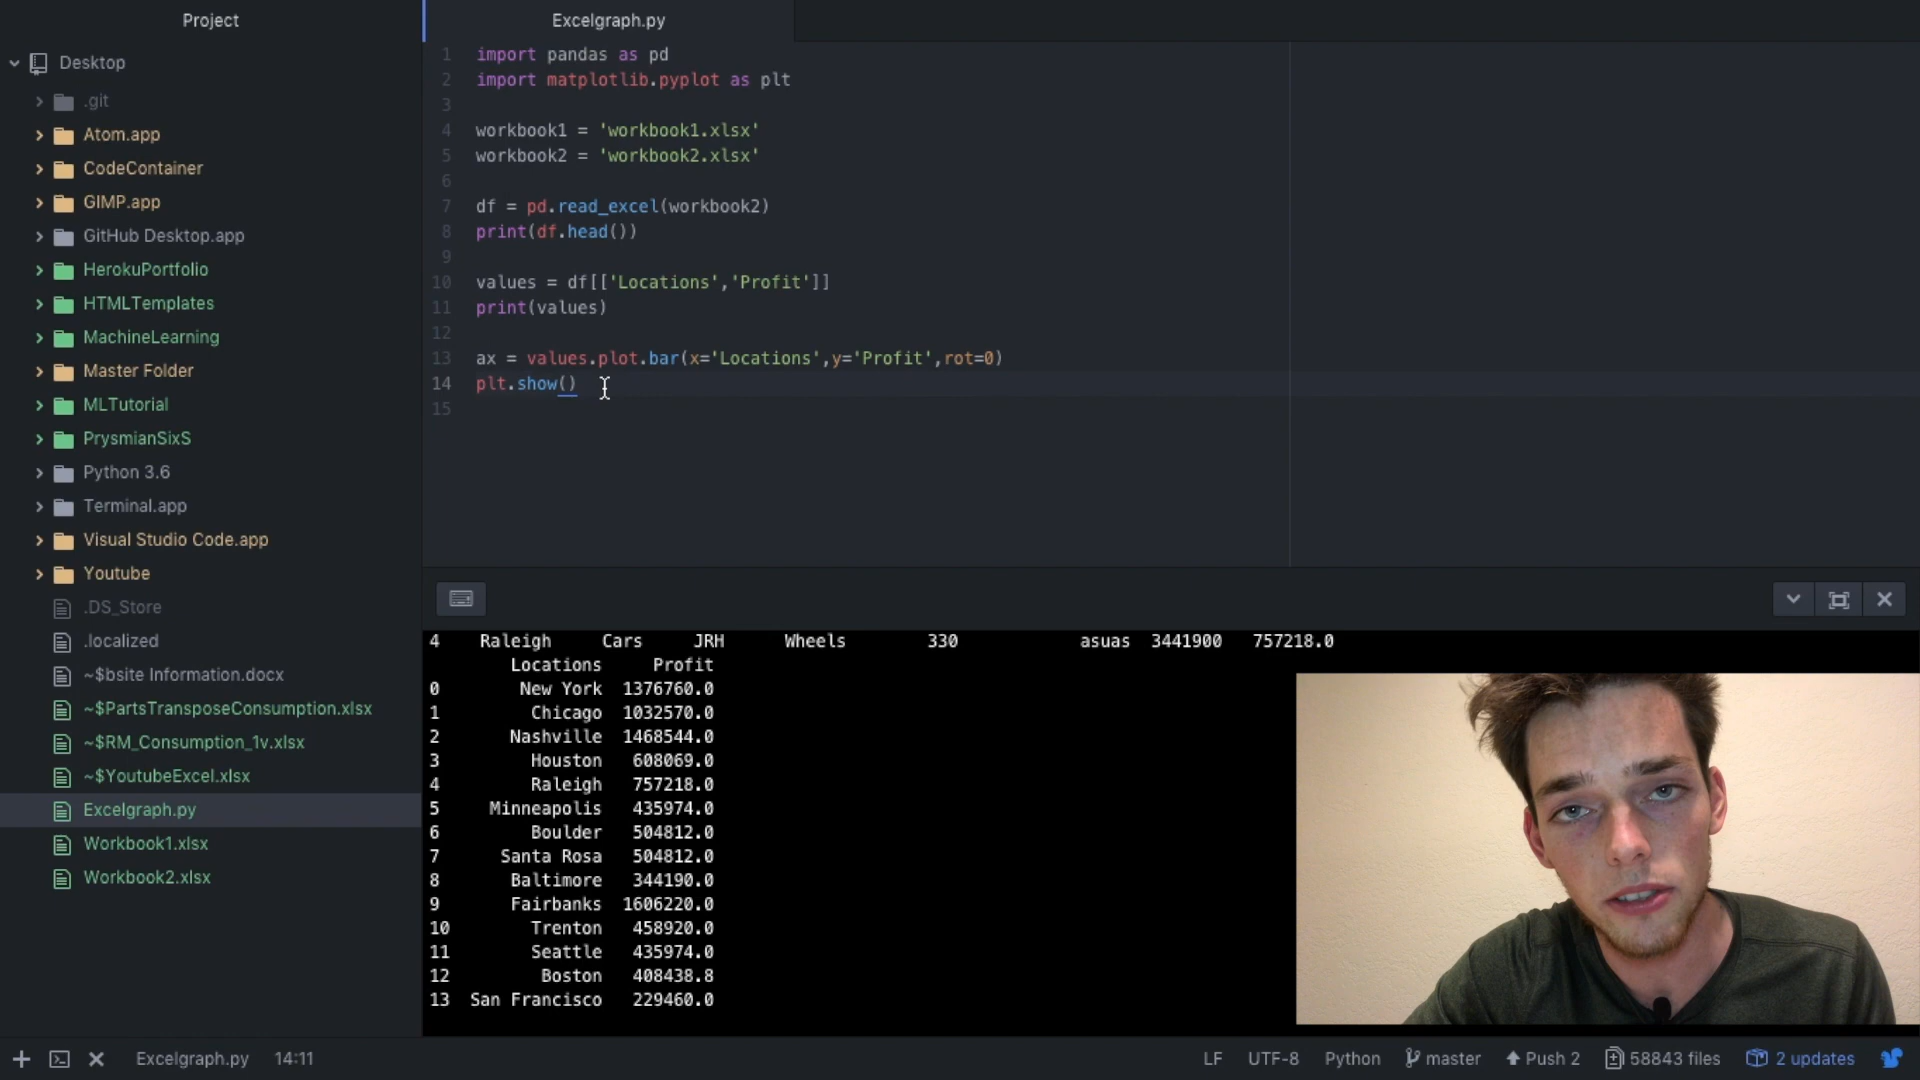 Project
Excelgraph.py
Desktop
.git
Atom.app
CodeContainer
GIMP.app
GitHub Desktop.app
HerokuPortfolio
HTMLTemplates
MachineLearning
Master Folder
MLTutorial
PrysmianSixS
Python 3.6
Terminal.app
Visual Studio Code.app
Youtube
.DS_Store
.localized
~$bsite Information.docx
~$PartsTransposeConsumption.xlsx
~$RM_Consumption_1v.xlsx
~$YoutubeExcel.xlsx
Excelgraph.py
Workbook1.xlsx
Workbook2.xlsx
1 import pandas as pd
2 import matplotlib.pyplot as plt
3
4 workbook1 = 'workbook1.xlsx'
5 workbook2 = 'workbook2.xlsx'
6
7 df = pd.read_excel(workbook2)
8 print(df.head())
9
10 values = df[['Locations','Profit']]
11 print(values)
12
13 ax = values.plot.bar(x='Locations',y='Profit',rot=0)
14 plt.show()
15
4 Raleigh Cars JRH Wheels 330 asuas 3441900 757218.0
Locations Profit
0 New York 1376760.0
1 Chicago 1032570.0
2 Nashville 1468544.0
3 Houston 608069.0
4 Raleigh 757218.0
5 Minneapolis 435974.0
6 Boulder 504812.0
7 Santa Rosa 504812.0
8 Baltimore 344190.0
9 Fairbanks 1606220.0
10 Trenton 458920.0
11 Seattle 435974.0
12 Boston 408438.8
13 San Francisco 229460.0
Excelgraph.py 14:11 LF UTF-8 Python master Push 2 58843 files 2 updates